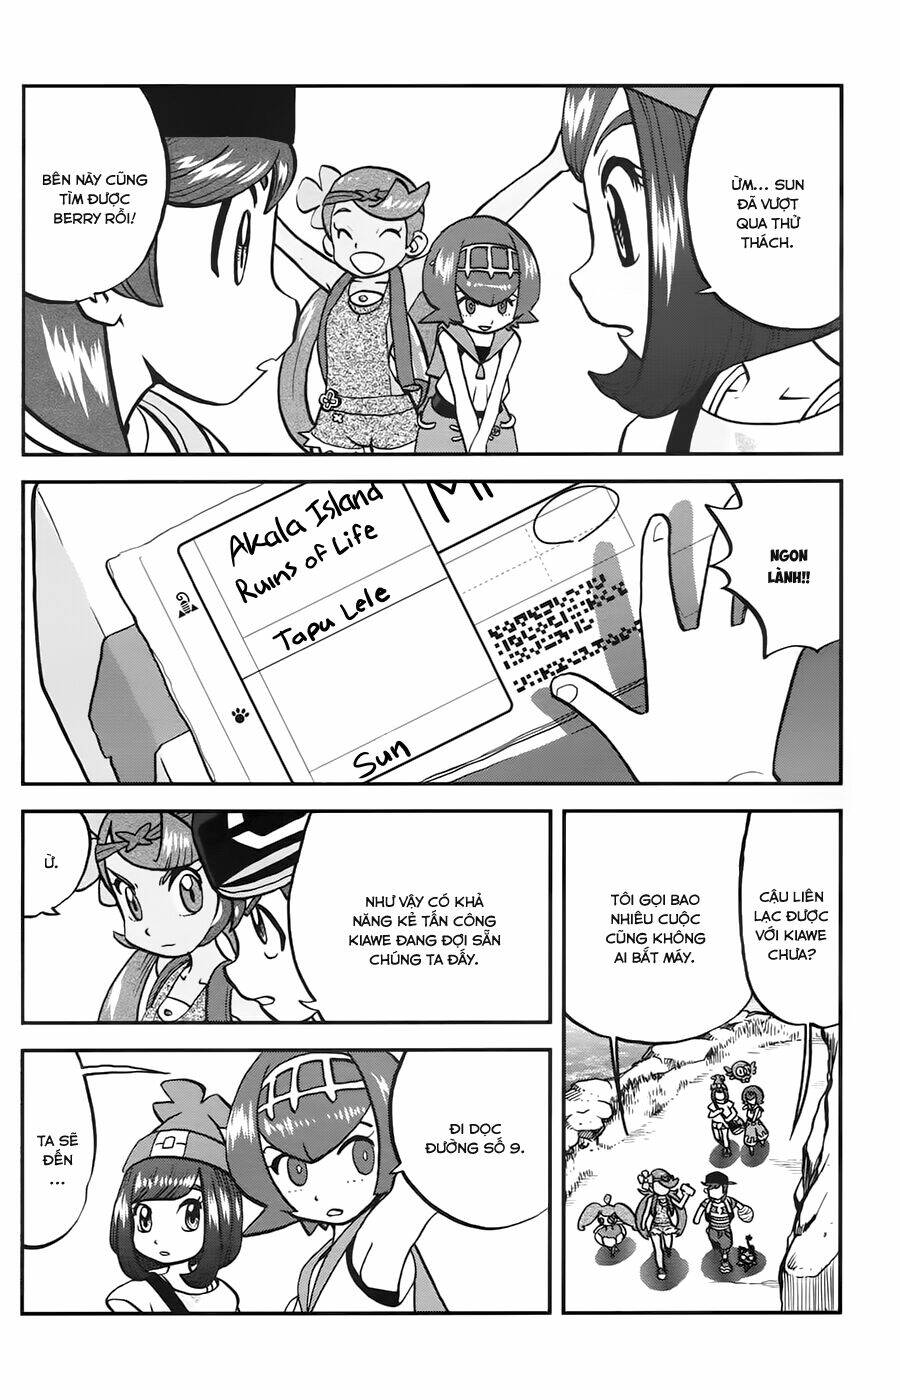 ỪM... SUN
ĐÃ VƯỢT
QUA THỬ
THÁCH.
BÊN NÀY CŨNG
TÌM ĐƯỢC
BERRY RỒI!
NGON
LÀNH!!
Akala Island
Ruins of Life
Tapu Lele
Sun
CẬU LIÊN
LẠC ĐƯỢC
VỚI KIAWE
CHƯA?
TÔI GỌI BAO
NHIÊU CUỘC
CŨNG KHÔNG
AI BẮT MÁY.
NHƯ VẬY CÓ KHẢ
NĂNG KẺ TẤN CÔNG
KIAWE ĐANG ĐỢI SẴN
CHÚNG TA ĐẤY.
Ừ.
ĐI DỌC
ĐƯỜNG SỐ 9.
TA SẼ
ĐẾN
...